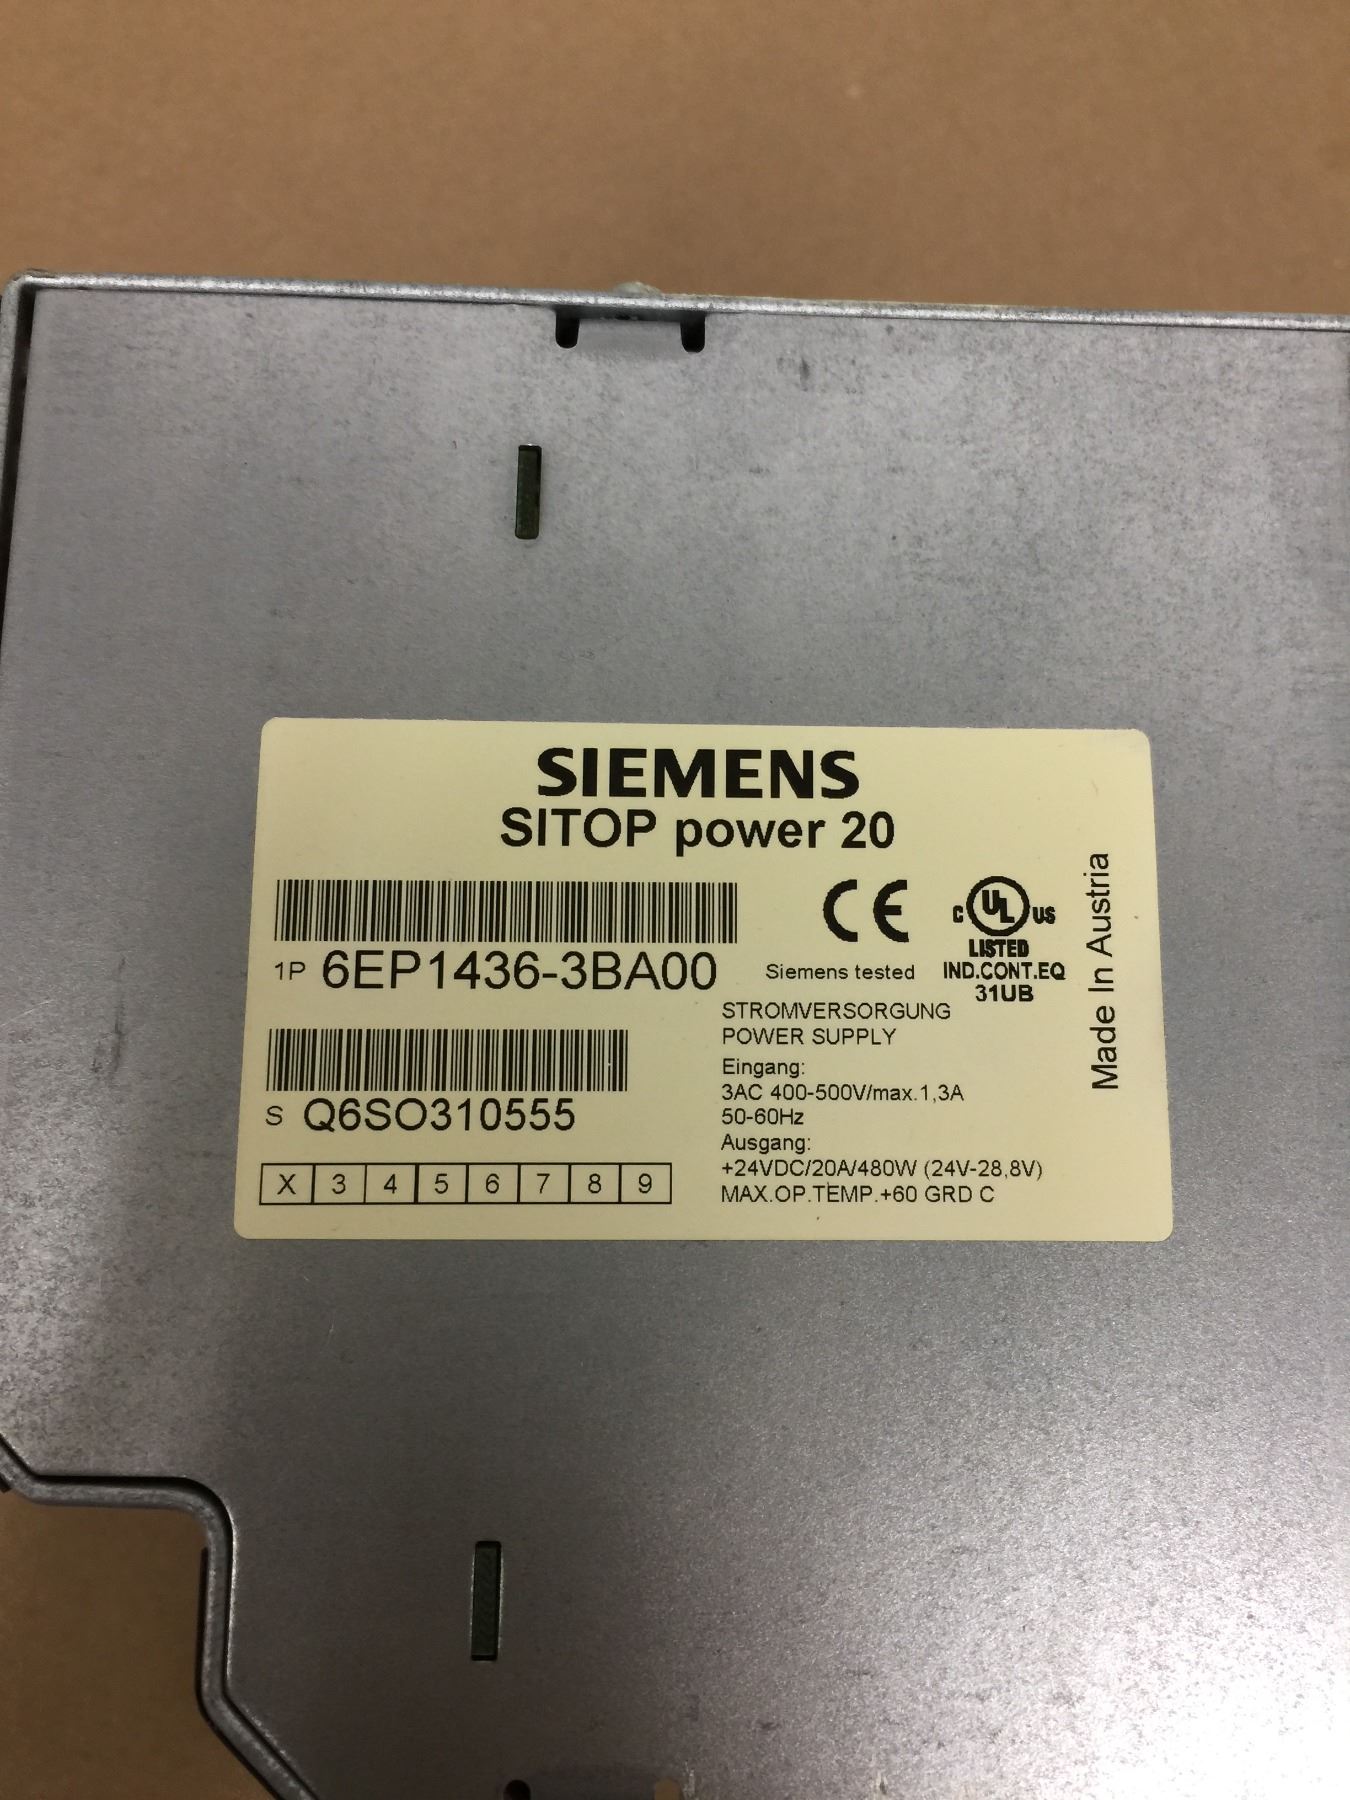 SIEMENS
SITOP power 20
1P 6EP1436-3BA00
Siemens tested
C UL US
LISTED
IND.CONT.EQ
31UB
Made In Austria
S Q6SO310555
X 3 4 5 6 7 8 9
STROMVERSORGUNG
POWER SUPPLY
Eingang:
3AC 400-500V/max.1,3A
50-60Hz
Ausgang:
+24VDC/20A/480W (24V-28,8V)
MAX.OP.TEMP.+60 GRD C